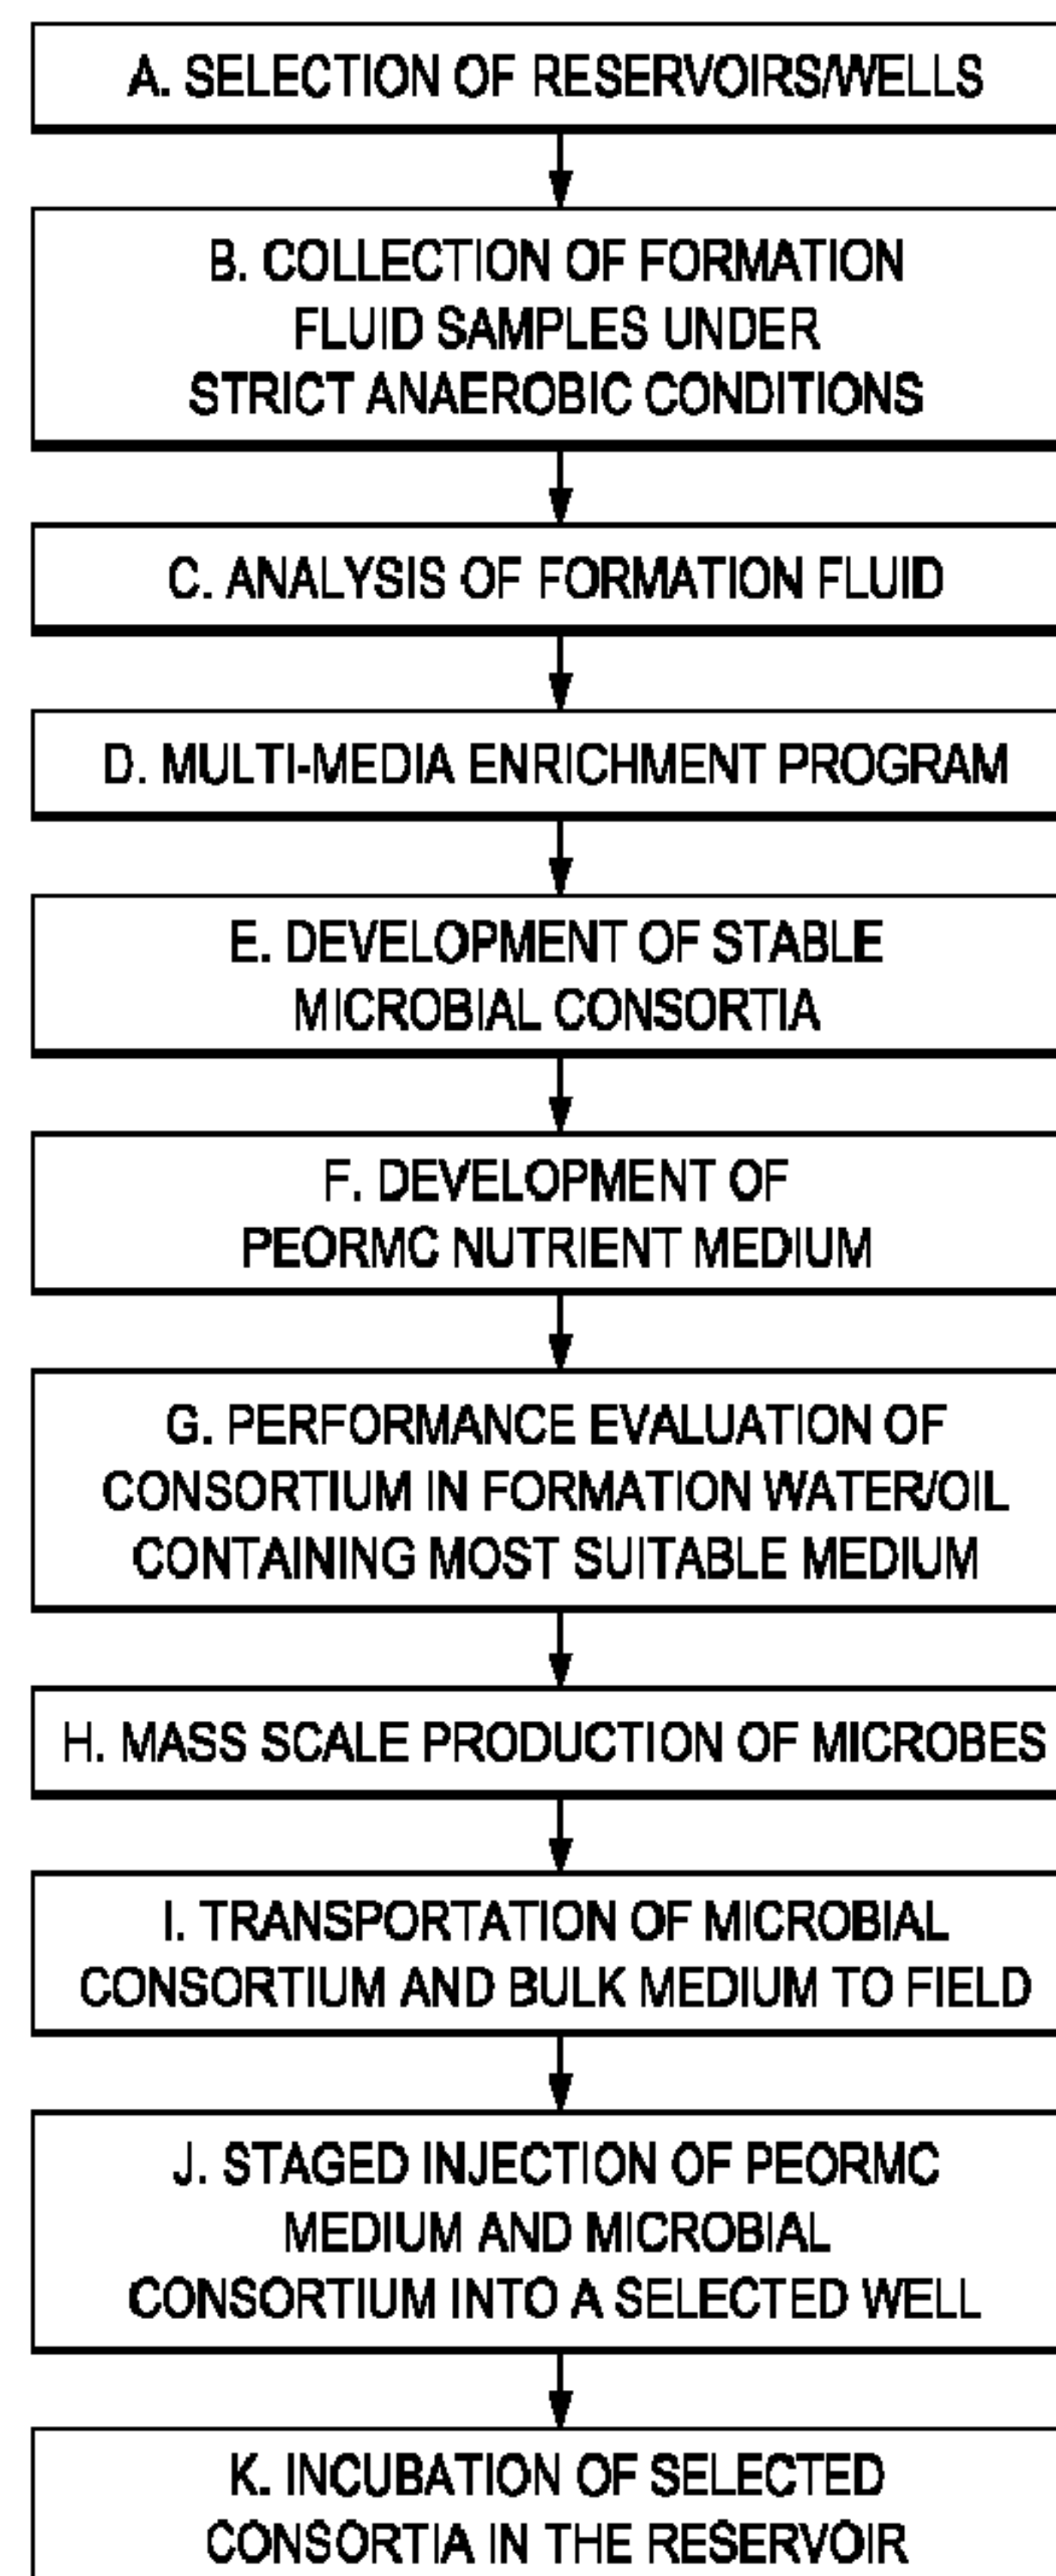 A. SELECTION OF RESERVOIRS/WELLS
B. COLLECTION OF FORMATION
FLUID SAMPLES UNDER
STRICT ANAEROBIC CONDITIONS
C. ANALYSIS OF FORMATION FLUID
D. MULTI-MEDIA ENRICHMENT PROGRAM
E. DEVELOPMENT OF STABLE
MICROBIAL CONSORTIA
F. DEVELOPMENT OF
PEORMC NUTRIENT MEDIUM
G. PERFORMANCE EVALUATION OF
CONSORTIUM IN FORMATION WATER/OIL
CONTAINING MOST SUITABLE MEDIUM
H. MASS SCALE PRODUCTION OF MICROBES
I. TRANSPORTATION OF MICROBIAL
CONSORTIUM AND BULK MEDIUM TO FIELD
J. STAGED INJECTION OF PEORMC
MEDIUM AND MICROBIAL
CONSORTIUM INTO A SELECTED WELL
K. INCUBATION OF SELECTED
CONSORTIA IN THE RESERVOIR